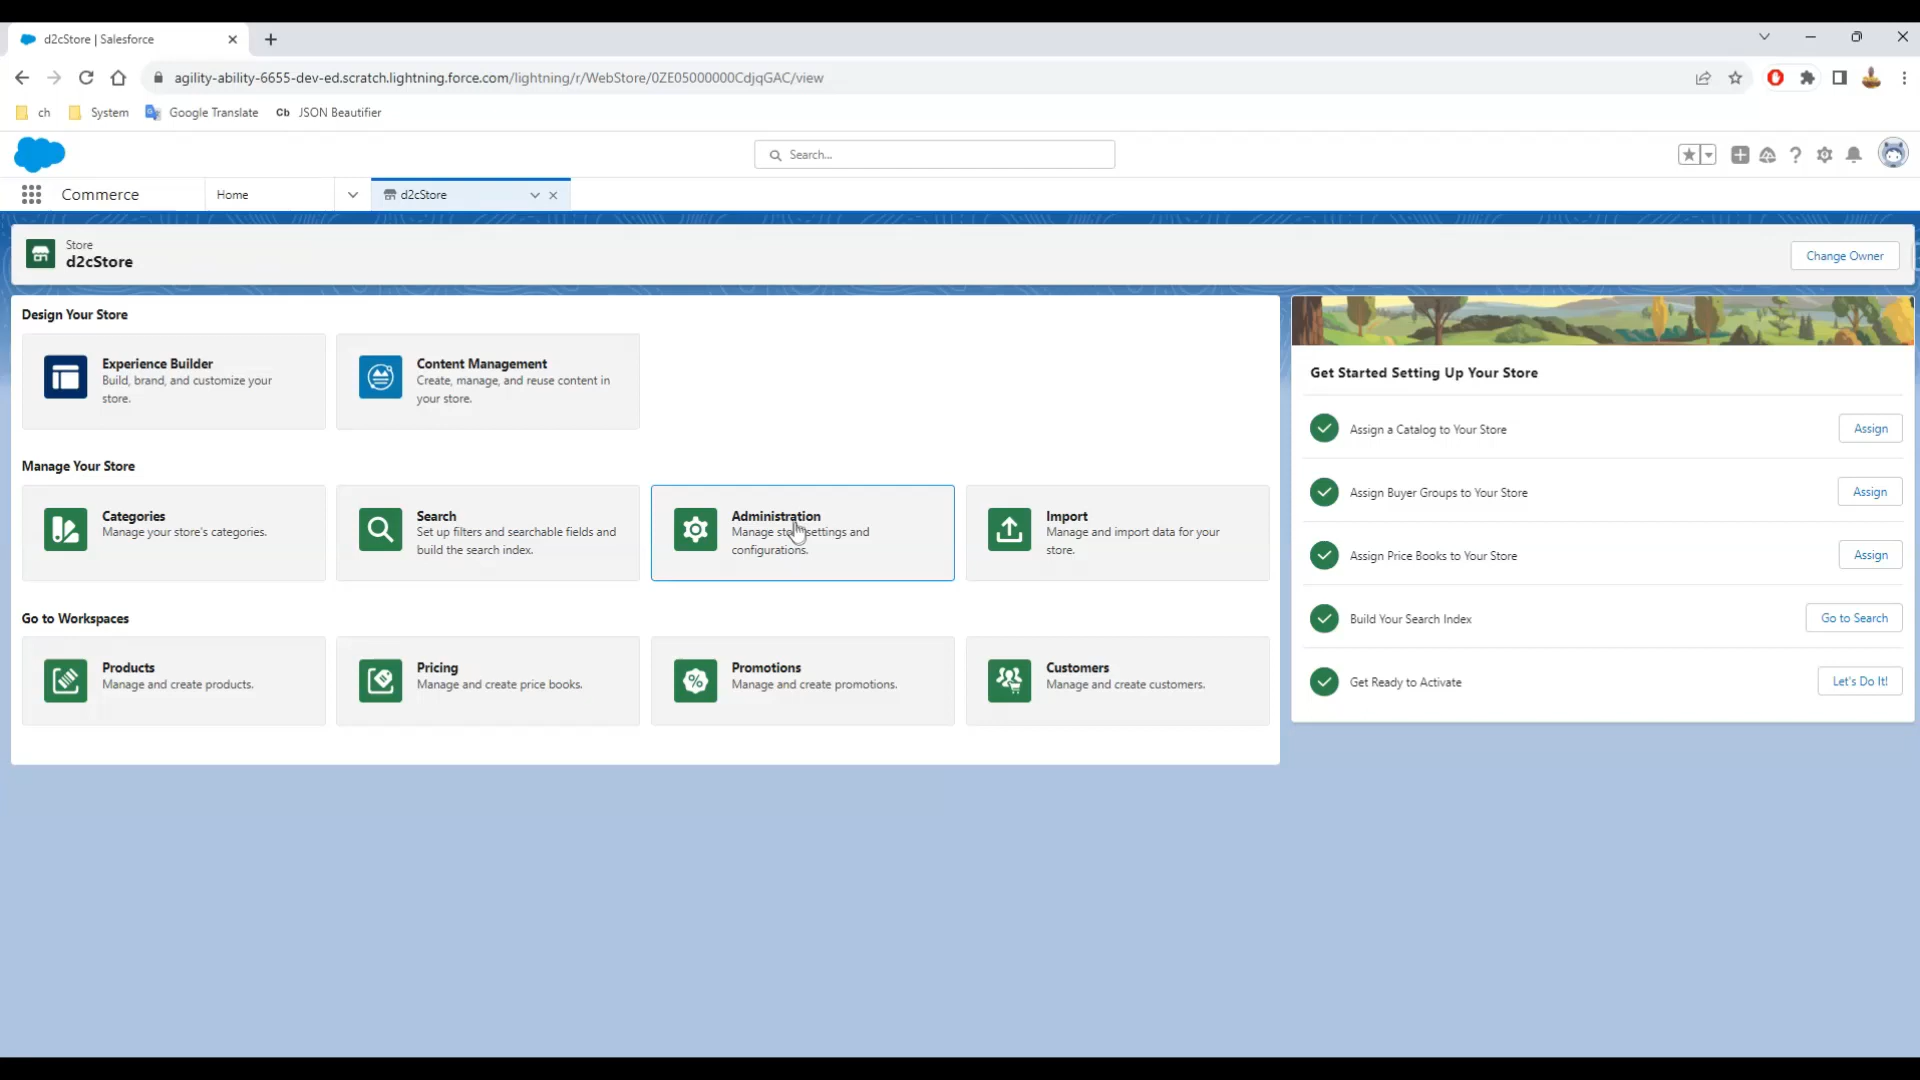 d2cStore | Salesforce
agility-ability-6655-dev-ed.scratch.lightning.force.com/lightning/r/WebStore/0ZE05000000CdjqGAC/view
ch System Google Translate Cb JSON Beautifier
Search...
Commerce Home d2cStore
Store
d2cStore
Change Owner
Design Your Store
Experience Builder
Build, brand, and customize your
store.
Content Management
Create, manage, and reuse content in
your store.
Manage Your Store
Categories
Manage your store's categories.
Search
Set up filters and searchable fields and
build the search index.
Administration
Manage store settings and
configurations.
Import
Manage and import data for your
store.
Go to Workspaces
Products
Manage and create products.
Pricing
Manage and create price books.
Promotions
Manage and create promotions.
Customers
Manage and create customers.
Get Started Setting Up Your Store
Assign a Catalog to Your Store Assign
Assign Buyer Groups to Your Store Assign
Assign Price Books to Your Store Assign
Build Your Search Index Go to Search
Get Ready to Activate Let's Do It!